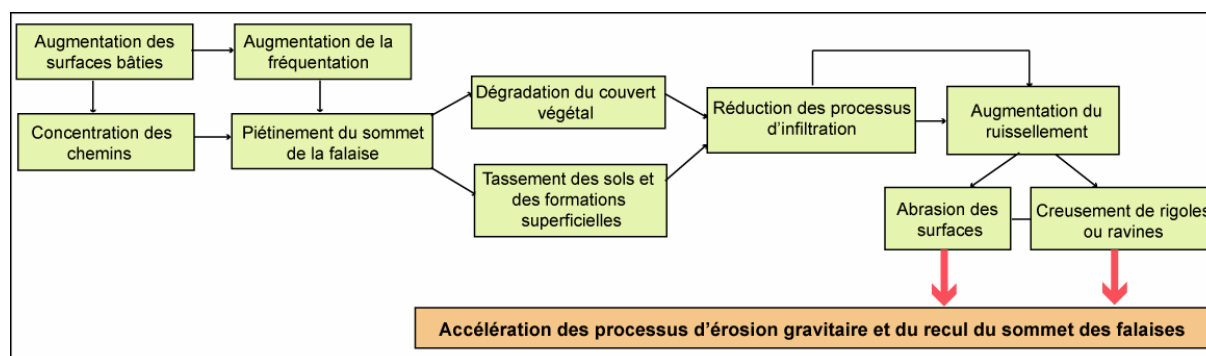 Augmentation des
surfaces bâties
Augmentation de la
fréquentation
Concentration des
chemins
Piétinement du sommet
de la falaise
Dégradation du couvert
végétal
Tassement des sols et
des formations
superficielles
Réduction des processus
d'infiltration
Augmentation du
ruissellement
Abrasion des
surfaces
Creusement de rigoles
ou ravines
Accélération des processus d'érosion gravitaire et du recul du sommet des falaises